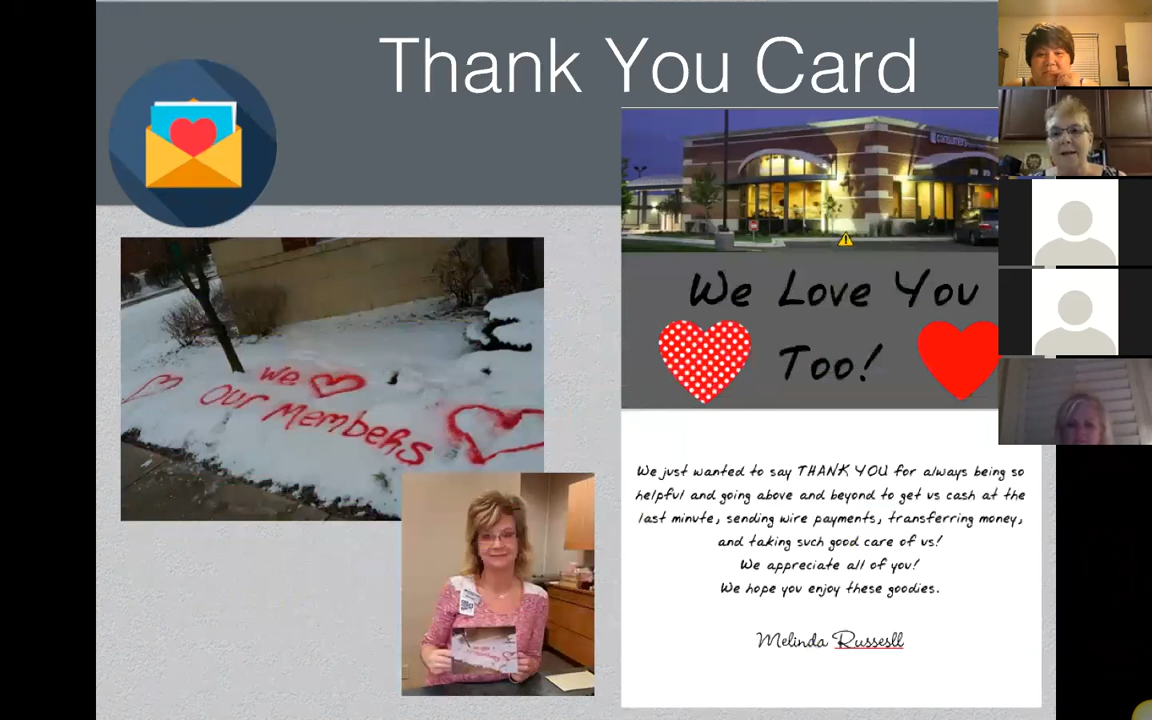 Thank You Card
We
Our Members
We Love You
Too!
We just wanted to say THANK YOU for always being so
helpful and going above and beyond to get us cash at the
last minute, sending wire payments, transferring money,
and taking such good care of us!
We appreciate all of you!
We hope you enjoy these goodies.
Melinda Russesll